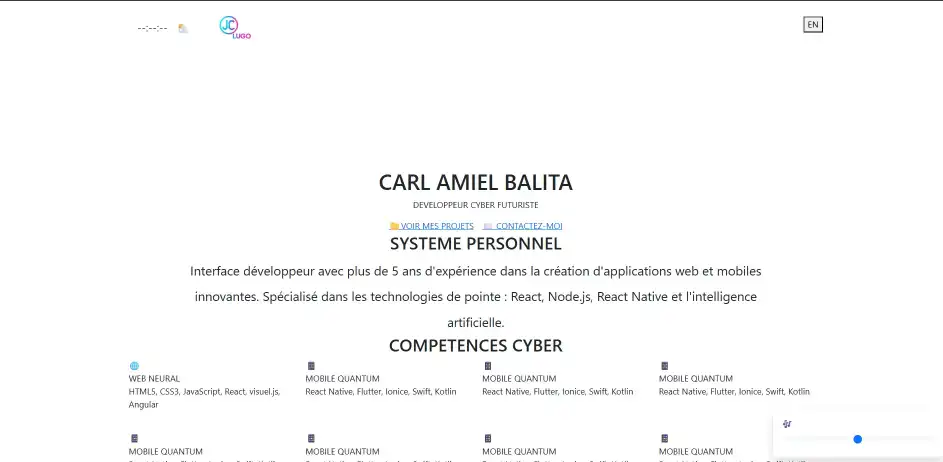 --:--:--
JC
LUGO
EN
CARL AMIEL BALITA
DEVELOPPEUR CYBER FUTURISTE
VOIR MES PROJETS CONTACTEZ-MOI
SYSTEME PERSONNEL
Interface développeur avec plus de 5 ans d'expérience dans la création d'applications web et mobiles
innovantes. Spécialisé dans les technologies de pointe : React, Node.js, React Native et l'intelligence
artificielle.
COMPETENCES CYBER
WEB NEURAL
HTML5, CSS3, JavaScript, React, visuel.js,
Angular
MOBILE QUANTUM
React Native, Flutter, Ionice, Swift, Kotlin
MOBILE QUANTUM
React Native, Flutter, Ionice, Swift, Kotlin
MOBILE QUANTUM
React Native, Flutter, Ionice, Swift, Kotlin
MOBILE QUANTUM
MOBILE QUANTUM
MOBILE QUANTUM
MOBILE QUANTUM